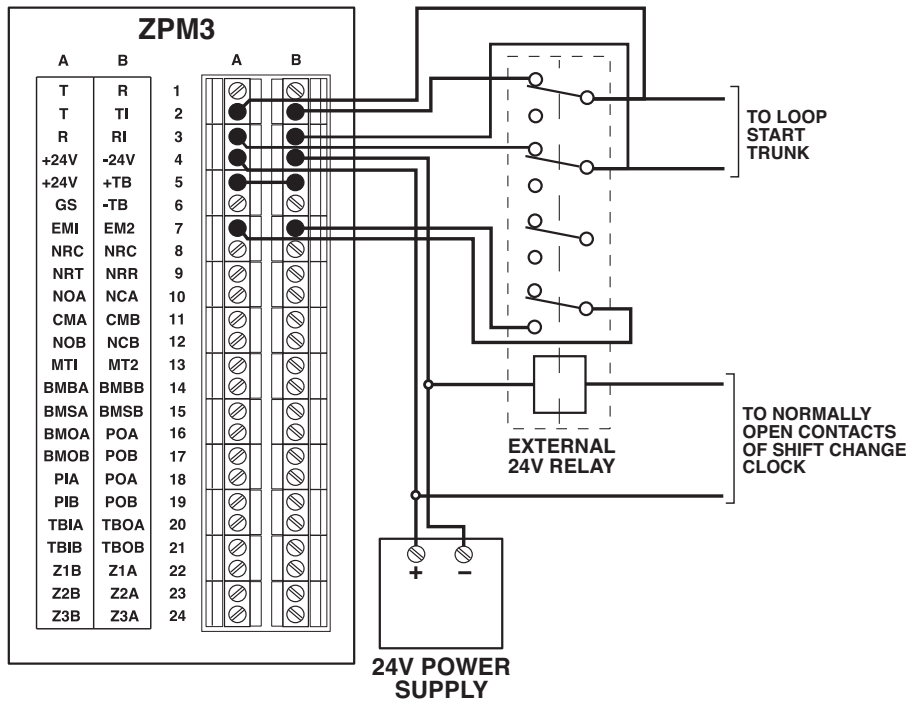 ZPM3
A B A B
T R 1
T TI 2
R RI 3
+24V -24V 4
+24V +TB 5
GS -TB 6
EMI EM2 7
NRC NRC 8
NRT NRR 9
NOA NCA 10
CMA CMB 11
NOB NCB 12
MTI MT2 13
BMBA BMBB 14
BMSA BMSB 15
BMOA POA 16
BMOB POB 17
PIA POA 18
PIB POB 19
TBIA TBOA 20
TBIB TBOB 21
Z1B Z1A 22
Z2B Z2A 23
Z3B Z3A 24
TO LOOP
START
TRUNK
EXTERNAL
24V RELAY
TO NORMALLY
OPEN CONTACTS
OF SHIFT CHANGE
CLOCK
+ −
24V POWER
SUPPLY